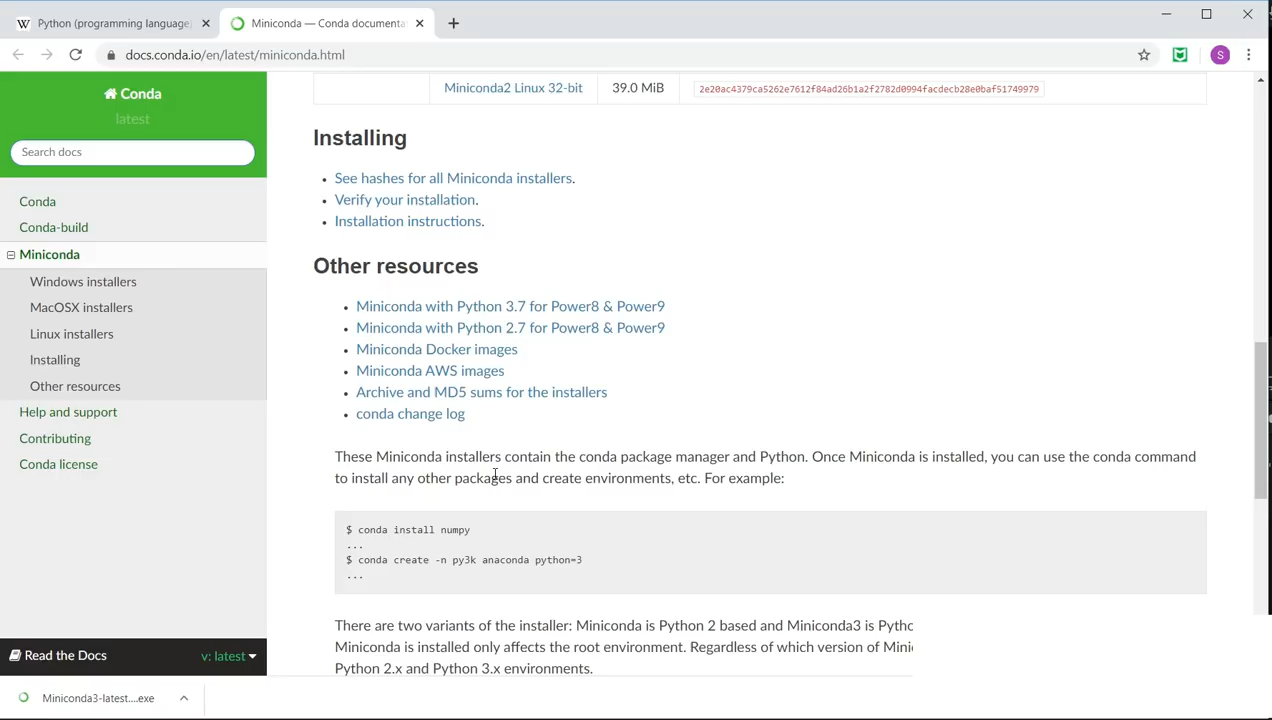 W Python (programming language)
Miniconda — Conda documenta
docs.conda.io/en/latest/miniconda.html
S
Conda
latest
Search docs
Conda
Conda-build
Miniconda
Windows installers
MacOSX installers
Linux installers
Installing
Other resources
Help and support
Contributing
Conda license
Read the Docs
v: latest
Miniconda2 Linux 32-bit 39.0 MiB 2e20ac4379ca5262e7612f84ad26b1a2f2782d0994facdecb28e0baf51749979
Installing
• See hashes for all Miniconda installers.
• Verify your installation.
• Installation instructions.
Other resources
• Miniconda with Python 3.7 for Power8 & Power9
• Miniconda with Python 2.7 for Power8 & Power9
• Miniconda Docker images
• Miniconda AWS images
• Archive and MD5 sums for the installers
• conda change log
These Miniconda installers contain the conda package manager and Python. Once Miniconda is installed, you can use the conda command
to install any other packages and create environments, etc. For example:
$ conda install numpy
...
$ conda create -n py3k anaconda python=3
...
There are two variants of the installer: Miniconda is Python 2 based and Miniconda3 is Pytho
Miniconda is installed only affects the root environment. Regardless of which version of Mini
Python 2.x and Python 3.x environments.
Miniconda3-latest....exe